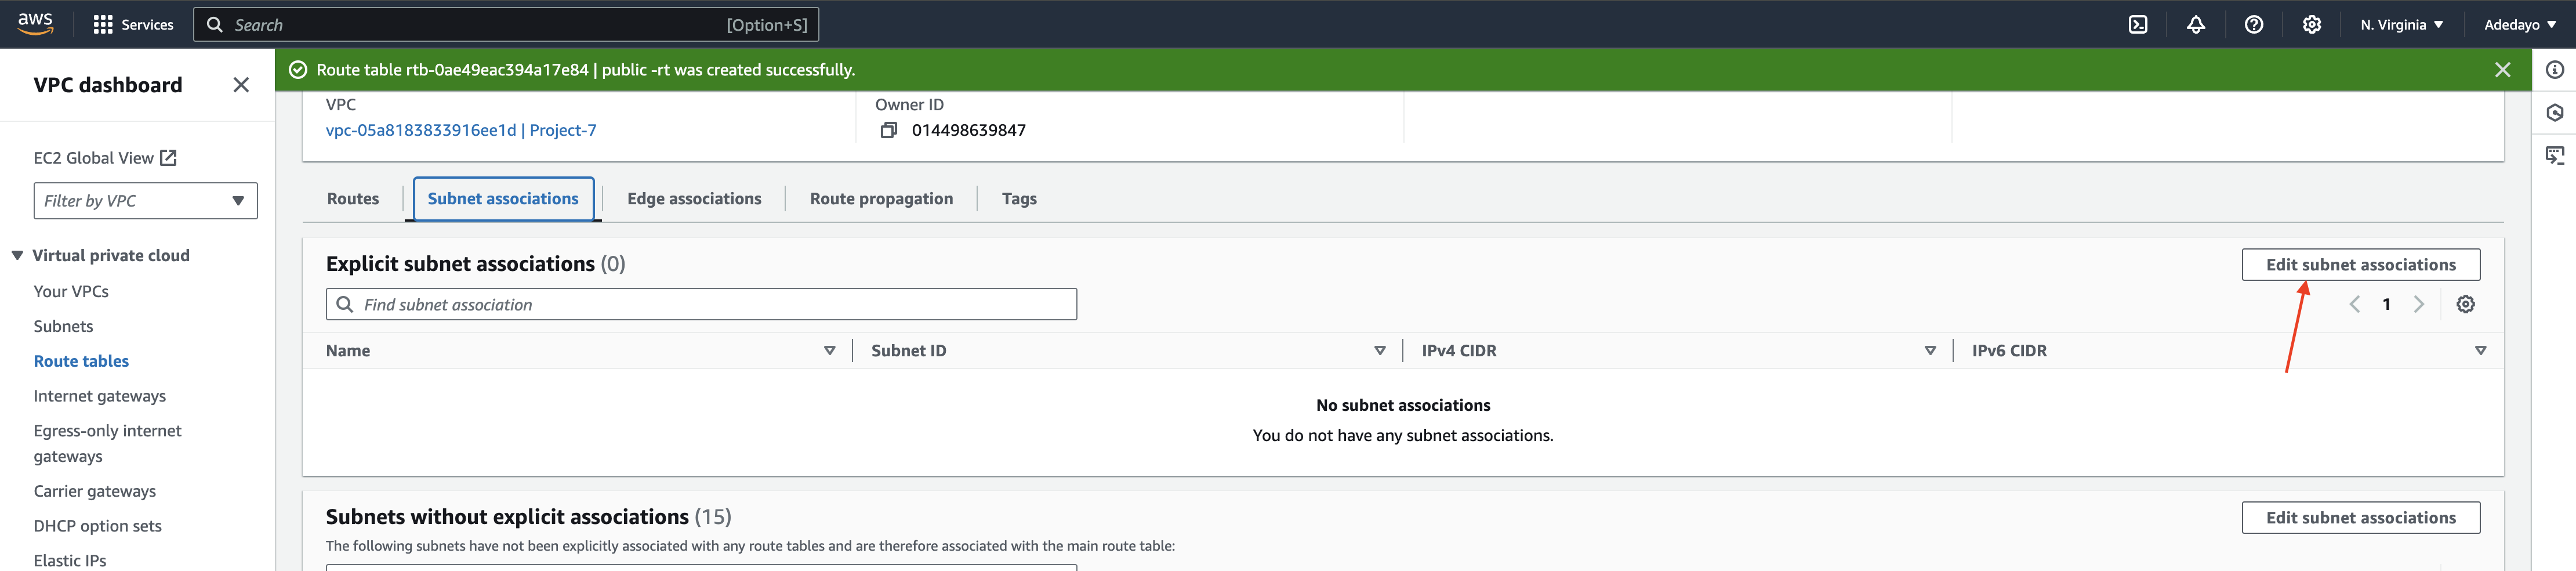 aws
Services
Search
[Option+S]
N. Virginia
Adedayo
VPC dashboard
Route table rtb-0ae49eac394a17e84 | public -rt was created successfully.
EC2 Global View
Filter by VPC
Virtual private cloud
Your VPCs
Subnets
Route tables
Internet gateways
Egress-only internet
gateways
Carrier gateways
DHCP option sets
Elastic IPs
VPC
vpc-05a8183833916ee1d | Project-7
Owner ID
014498639847
Routes
Subnet associations
Edge associations
Route propagation
Tags
Explicit subnet associations (0)
Edit subnet associations
Find subnet association
1
Name
Subnet ID
IPv4 CIDR
IPv6 CIDR
No subnet associations
You do not have any subnet associations.
Subnets without explicit associations (15)
Edit subnet associations
The following subnets have not been explicitly associated with any route tables and are therefore associated with the main route table: